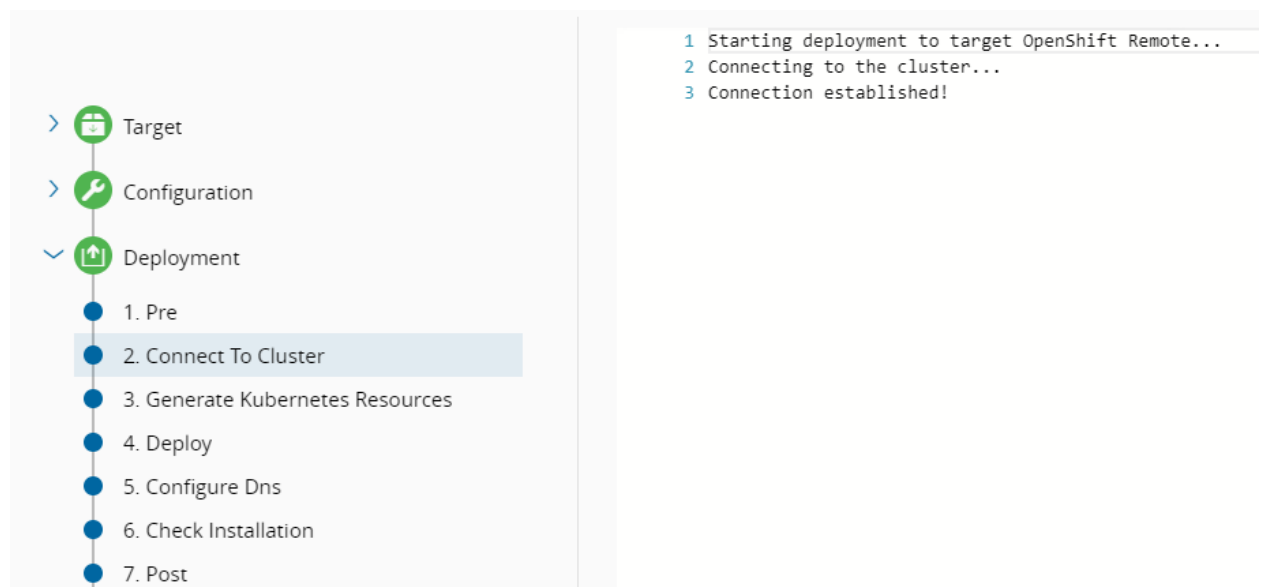 Target
Configuration
Deployment
1. Pre
2. Connect To Cluster
3. Generate Kubernetes Resources
4. Deploy
5. Configure Dns
6. Check Installation
7. Post
1 Starting deployment to target OpenShift Remote...
2 Connecting to the cluster...
3 Connection established!